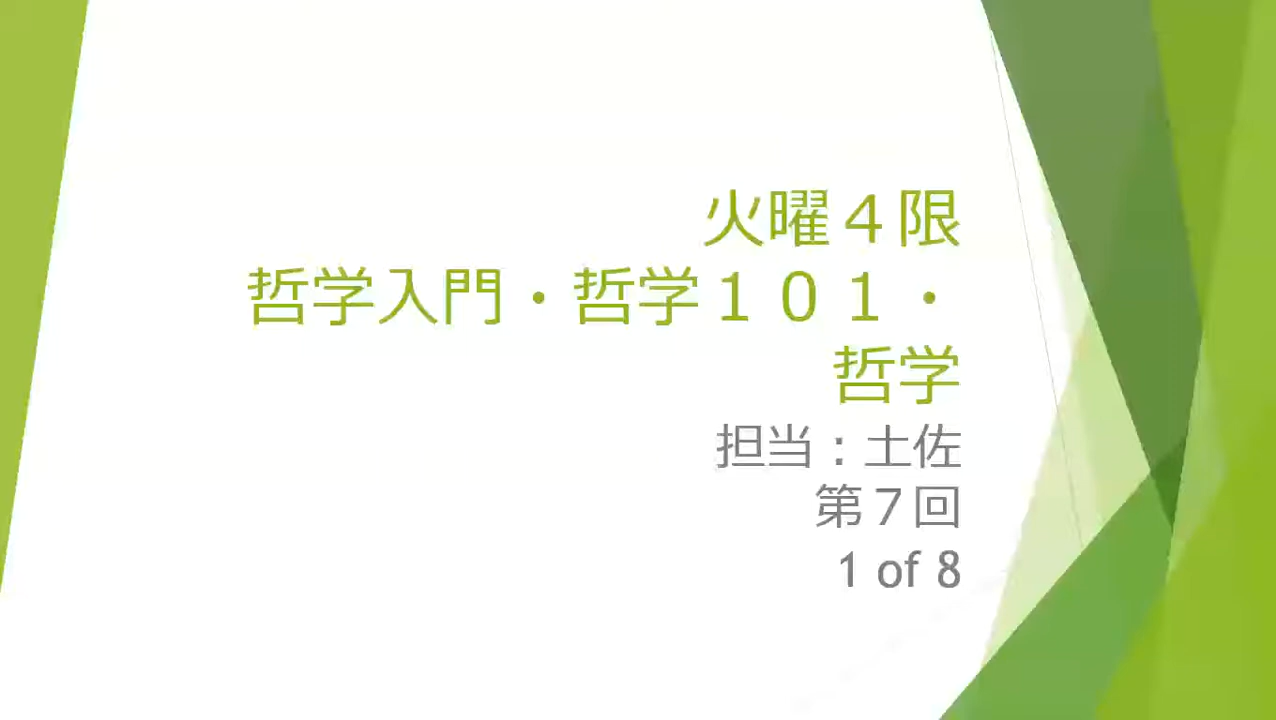 火曜４限
哲学入門・哲学１０１・
哲学
担当：土佐
第７回
1 of 8